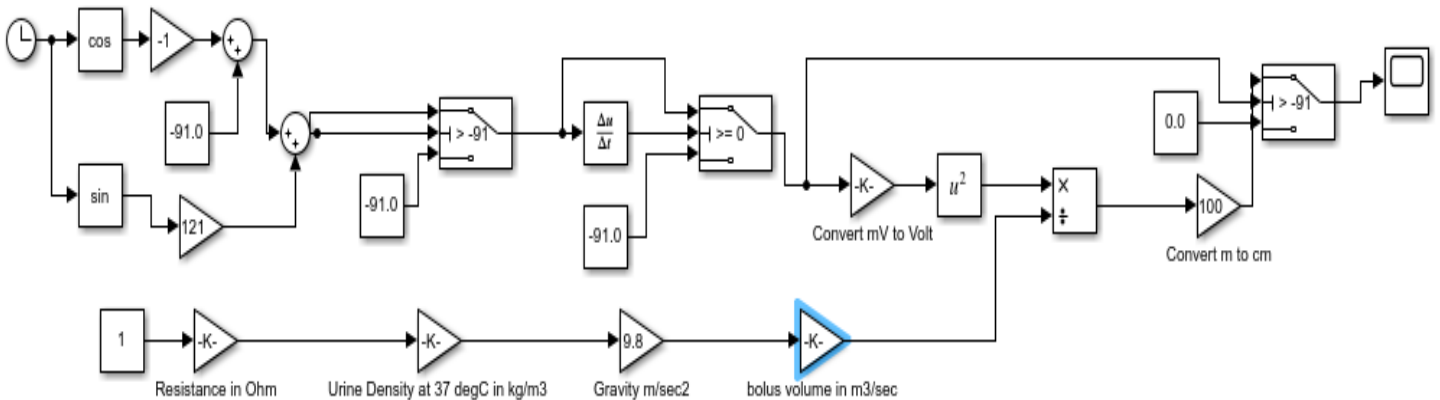 cos
-1
+
+
-91.0
sin
121
+
+
> -91
-91.0
Δu
Δt
>= 0
-91.0
-K-
Convert mV to Volt
u²
×
÷
0.0
> -91
100
Convert m to cm
1
-K-
Resistance in Ohm
-K-
Urine Density at 37 degC in kg/m3
9.8
Gravity m/sec2
-K-
bolus volume in m3/sec